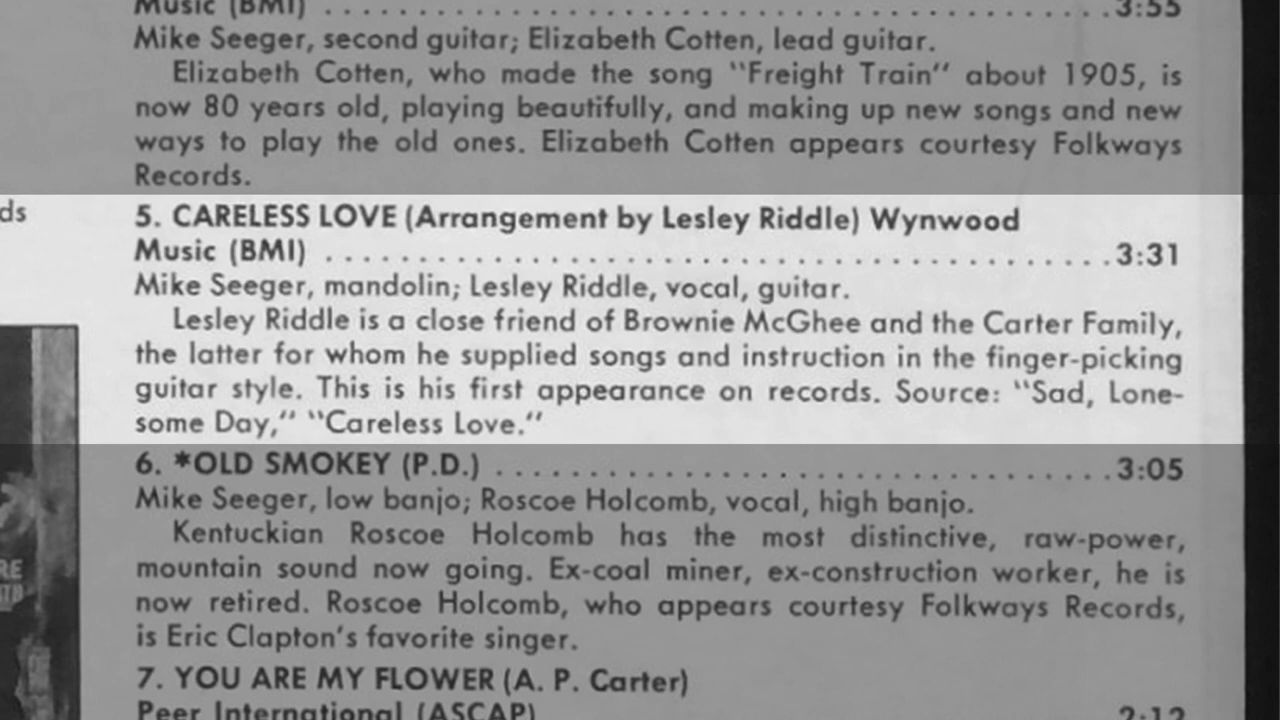 Music (BMI) . . . . . . . . . . . . . . . . . . . . . . . . . . . . . . . . . . . . . . . . . . . . . . 3:55
Mike Seeger, second guitar; Elizabeth Cotten, lead guitar.
Elizabeth Cotten, who made the song "Freight Train" about 1905, is
now 80 years old, playing beautifully, and making up new songs and new
ways to play the old ones. Elizabeth Cotten appears courtesy Folkways
Records.
ds
5. CARELESS LOVE (Arrangement by Lesley Riddle) Wynwood
Music (BMI) . . . . . . . . . . . . . . . . . . . . . . . . . . . . . . . . . . . . . . . . . . . . . . 3:31
Mike Seeger, mandolin; Lesley Riddle, vocal, guitar.
Lesley Riddle is a close friend of Brownie McGhee and the Carter Family,
the latter for whom he supplied songs and instruction in the finger-picking
guitar style. This is his first appearance on records. Source: "Sad, Lone-
some Day," "Careless Love."
6. *OLD SMOKEY (P.D.) . . . . . . . . . . . . . . . . . . . . . . . . . . . . . . . . . . . . . 3:05
Mike Seeger, low banjo; Roscoe Holcomb, vocal, high banjo.
Kentuckian Roscoe Holcomb has the most distinctive, raw-power,
mountain sound now going. Ex-coal miner, ex-construction worker, he is
now retired. Roscoe Holcomb, who appears courtesy Folkways Records,
is Eric Clapton's favorite singer.
7. YOU ARE MY FLOWER (A. P. Carter)
Peer International (ASCAP) 2:12